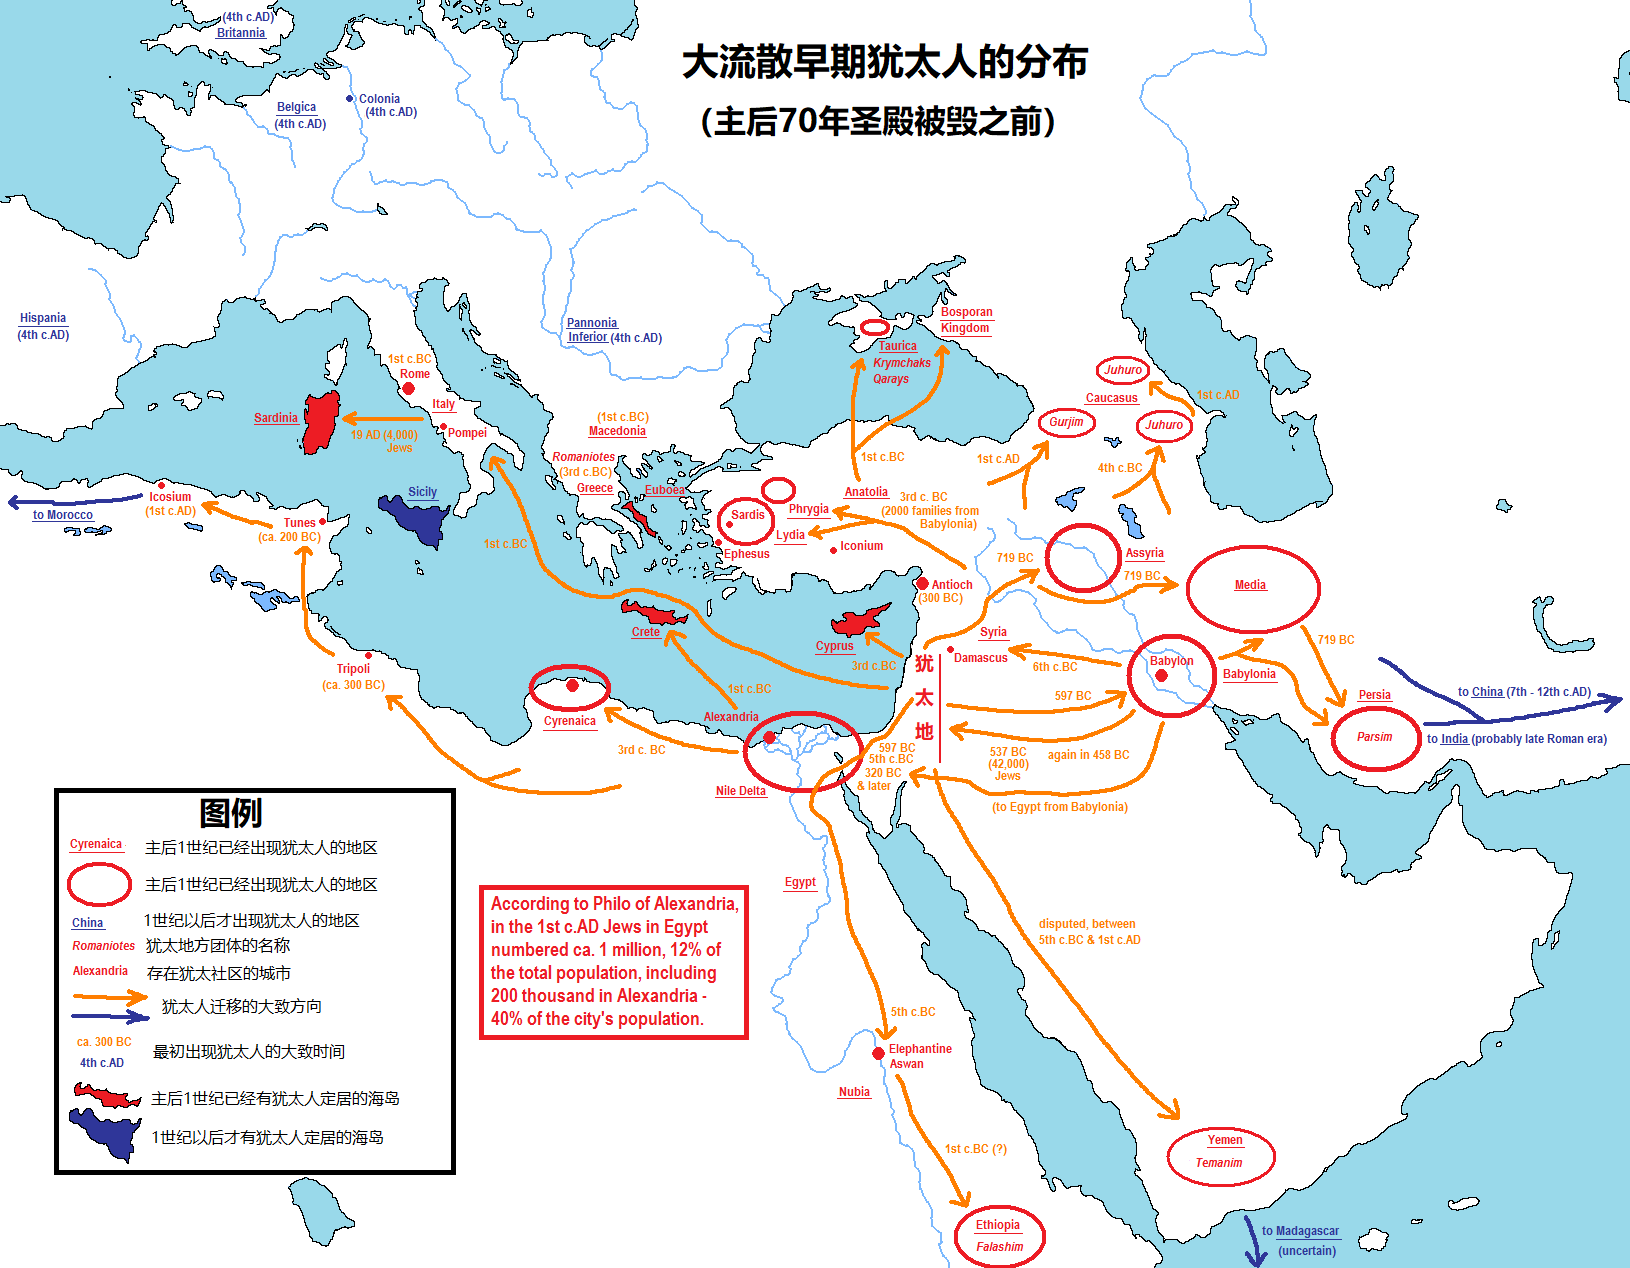 大流散早期犹太人的分布
（主后70年圣殿被毁之前）
(4th c.AD)
Britannia
Belgica
(4th c.AD)
Colonia
(4th c.AD)
Hispania
(4th c.AD)
Pannonia
Inferior (4th c.AD)
Bosporan
Kingdom
Taurica
Krymchaks
Qarays
1st c.BC
Rome
Italy
Pompei
Sardinia
19 AD (4,000)
Jews
(1st c.BC)
Macedonia
Romaniotes
(3rd c.BC)
Greece
Euboea
Juhuro
Caucasus
1st c.AD
Gurjim
Juhuro
1st c.BC
1st c.AD
4th c.BC
Icosium
(1st c.AD)
to Morocco
Tunes
(ca. 200 BC)
Sicily
1st c.BC
Sardis
Phrygia
Lydia
Ephesus
Iconium
Anatolia
3rd c. BC
(2000 families from
Babylonia)
719 BC
Assyria
719 BC
Media
719 BC
Antioch
(300 BC)
Crete
Cyprus
3rd c.BC
Syria
Damascus
6th c.BC
Babylon
Babylonia
犹
太
地
597 BC
537 BC
(42,000)
Jews
again in 458 BC
(to Egypt from Babylonia)
Persia
Parsim
to China (7th - 12th c.AD)
to India (probably late Roman era)
Tripoli
(ca. 300 BC)
Cyrenaica
3rd c. BC
1st c.BC
Alexandria
Nile Delta
597 BC
5th c.BC
320 BC
& later
Egypt
5th c.BC
Elephantine
Aswan
Nubia
1st c.BC (?)
Ethiopia
Falashim
disputed, between
5th c.BC & 1st c.AD
Yemen
Temanim
to Madagascar
(uncertain)
According to Philo of Alexandria,
in the 1st c.AD Jews in Egypt
numbered ca. 1 million, 12% of
the total population, including
200 thousand in Alexandria -
40% of the city's population.
图例
Cyrenaica 主后1世纪已经出现犹太人的地区
主后1世纪已经出现犹太人的地区
China 1世纪以后才出现犹太人的地区
Romaniotes 犹太地方团体的名称
Alexandria 存在犹太社区的城市
犹太人迁移的大致方向
ca. 300 BC
4th c.AD
最初出现犹太人的大致时间
主后1世纪已经有犹太人定居的海岛
1世纪以后才有犹太人定居的海岛